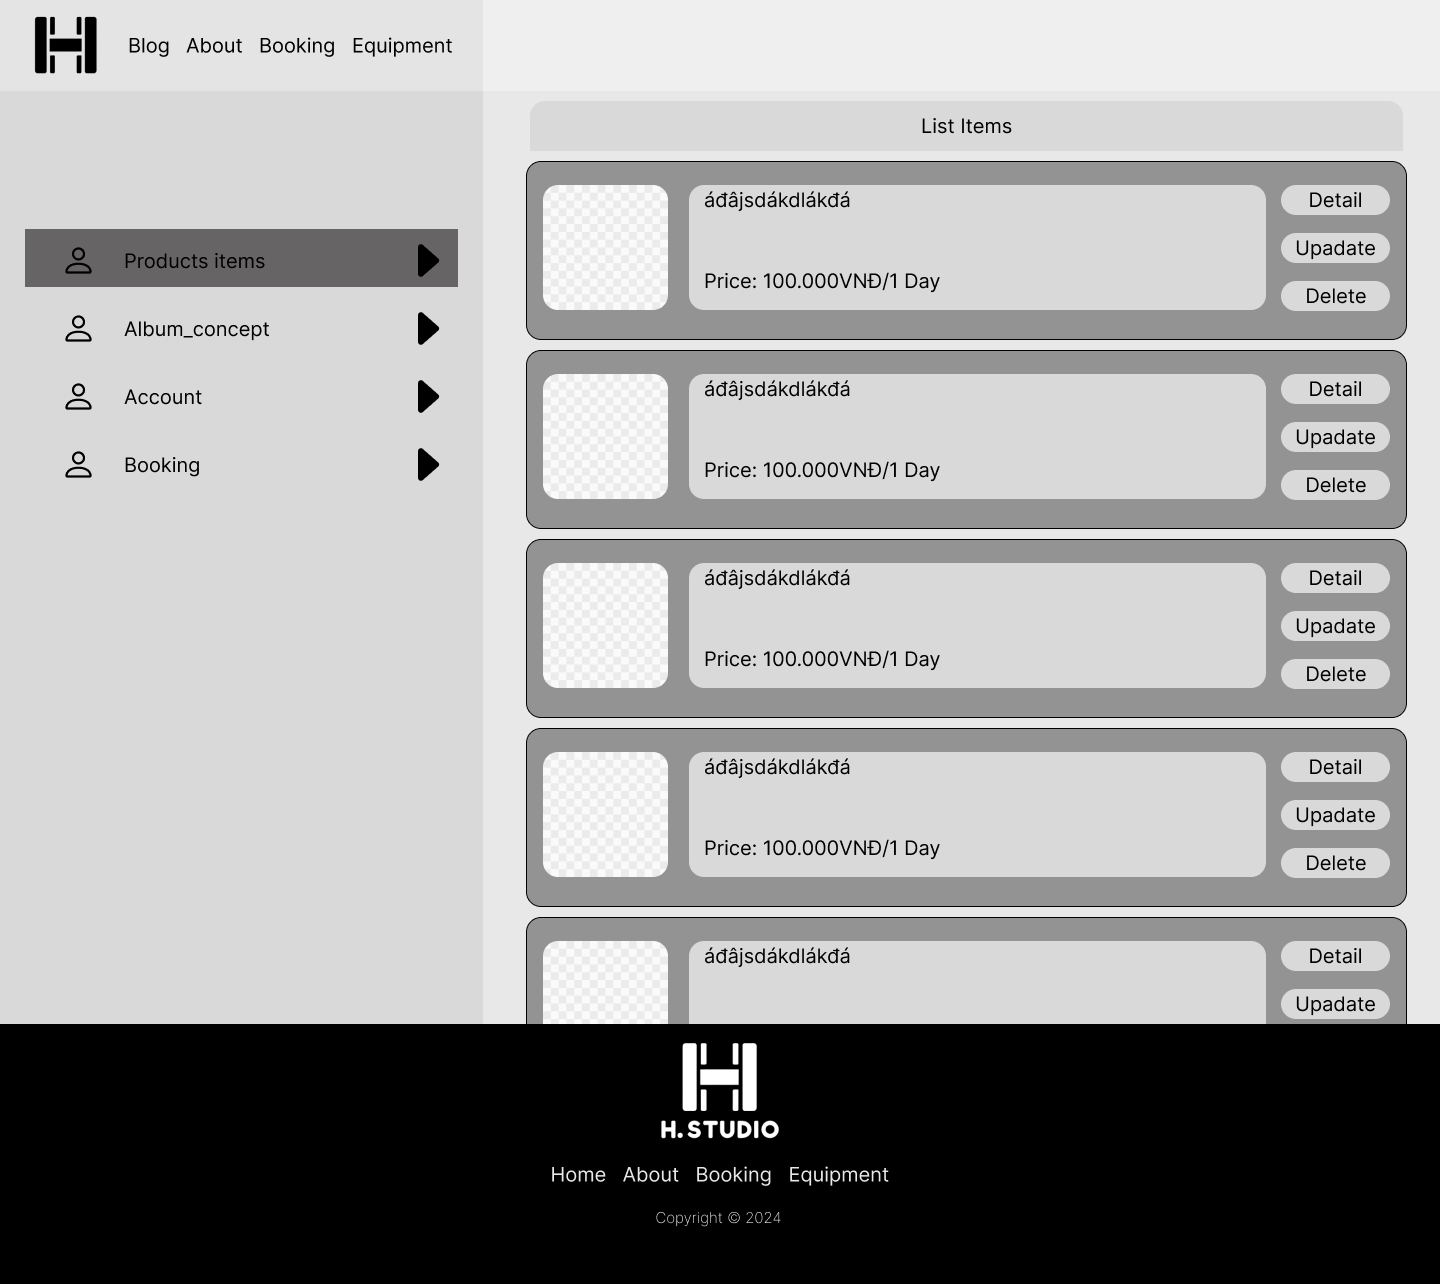 Blog About Booking Equipment
Products items
Album_concept
Account
Booking
List Items
áđâjsdákdlákđá
Price: 100.000VNĐ/1 Day
Detail
Upadate
Delete
áđâjsdákdlákđá
Price: 100.000VNĐ/1 Day
Detail
Upadate
Delete
áđâjsdákdlákđá
Price: 100.000VNĐ/1 Day
Detail
Upadate
Delete
áđâjsdákdlákđá
Price: 100.000VNĐ/1 Day
Detail
Upadate
Delete
áđâjsdákdlákđá
Detail
Upadate
H. STUDIO
Home About Booking Equipment
Copyright © 2024